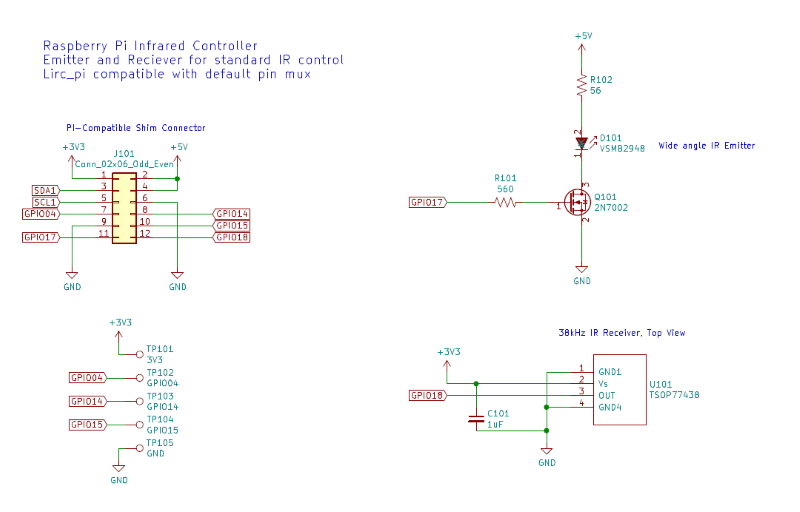 Raspberry Pi Infrared Controller
Emitter and Reciever for standard IR control
Lirc_pi compatible with default pin mux
PI-Compatible Shim Connector
+3V3
J101
+5V
Conn_02x06_Odd_Even
1 2
SDA1 3 4
SCL1 5 6
GPIO04 7 8 GPIO14
9 10 GPIO15
GPIO17 11 12 GPIO18
GND
GND
+5V
R102
56
2
D101
VSMB2948
1
Wide angle IR Emitter
R101
560
GPIO17
1
3
Q101
2N7002
2
GND
+3V3
TP101
3V3
GPIO04
TP102
GPIO04
GPIO14
TP103
GPIO14
GPIO15
TP104
GPIO15
TP105
GND
GND
38kHz IR Receiver, Top View
+3V3
GPIO18
C101
1uF
1 GND1
2 Vs
3 OUT
4 GND4
U101
TSOP77438
GND